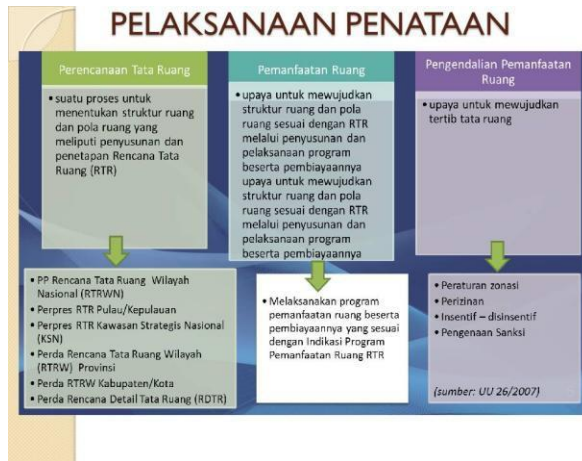 PELAKSANAAN PENATAAN
Perencanaan Tata Ruang
• suatu proses untuk
menentukan struktur ruang
dan pola ruang yang
meliputi penyusunan dan
penetapan Rencana Tata
Ruang (RTR)
• PP Rencana Tata Ruang Wilayah
Nasional (RTRWN)
• Perpres RTR Pulau/Kepulauan
• Perpres RTR Kawasan Strategis Nasional
(KSN)
• Perda Rencana Tata Ruang Wilayah
(RTRW) Provinsi
• Perda RTRW Kabupaten/Kota
• Perda Rencana Detail Tata Ruang (RDTR)
Pemanfaatan Ruang
• upaya untuk mewujudkan
struktur ruang dan pola
ruang sesuai dengan RTR
melalui penyusunan dan
pelaksanaan program
beserta pembiayaannya
upaya untuk mewujudkan
struktur ruang dan pola
ruang sesuai dengan RTR
melalui penyusunan dan
pelaksanaan program
beserta pembiayaannya
• Melaksanakan program
pemanfaatan ruang beserta
pembiayaannya yang sesuai
dengan Indikasi Program
Pemanfaatan Ruang RTR
Pengendalian Pemanfaatan
Ruang
• upaya untuk mewujudkan
tertib tata ruang
• Peraturan zonasi
• Perizinan
• Insentif – disinsentif
• Pengenaan Sanksi
(sumber: UU 26/2007)